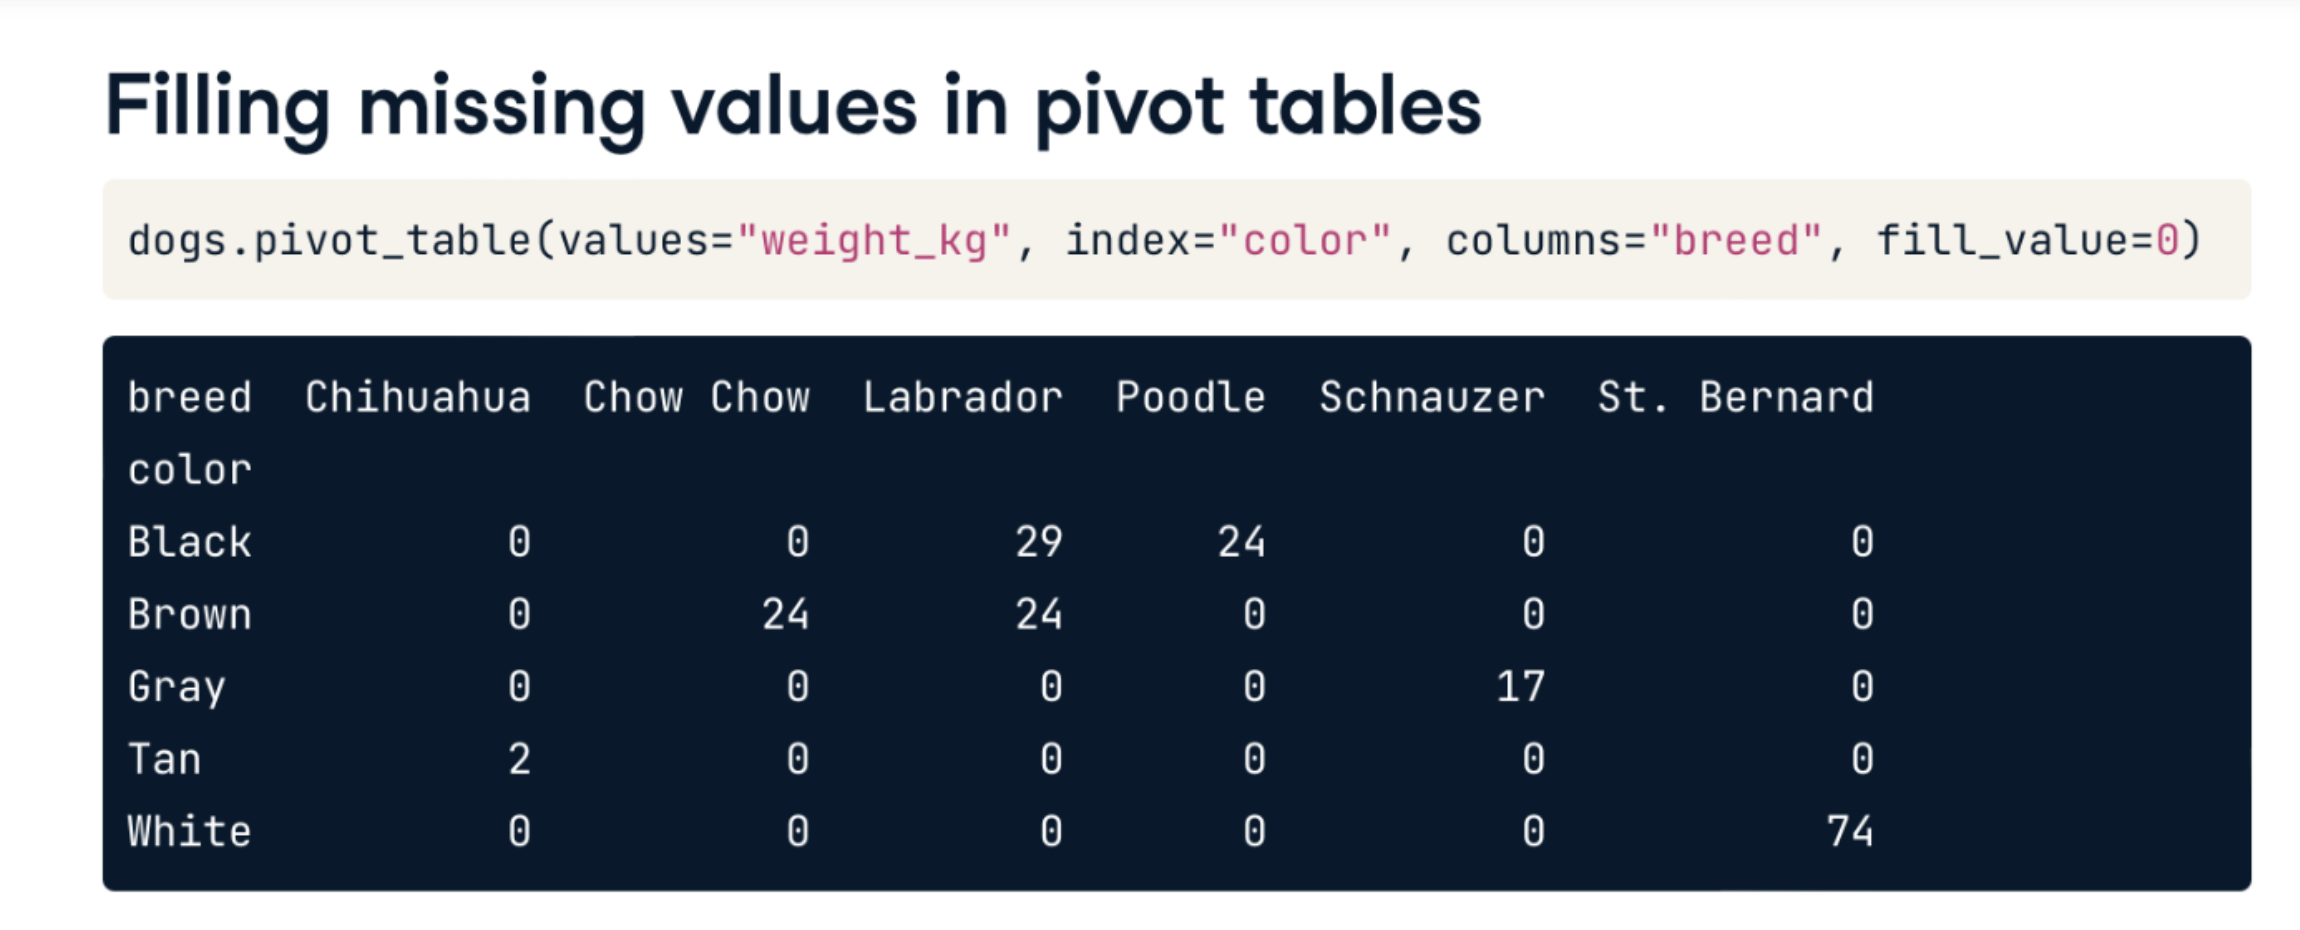 Filling missing values in pivot tables
dogs.pivot_table(values="weight_kg", index="color", columns="breed", fill_value=0)
breed  Chihuahua  Chow Chow  Labrador  Poodle  Schnauzer  St. Bernard
color
Black          0          0        29      24          0            0
Brown          0         24        24       0          0            0
Gray           0          0         0       0         17            0
Tan            2          0         0       0          0            0
White          0          0         0       0          0           74